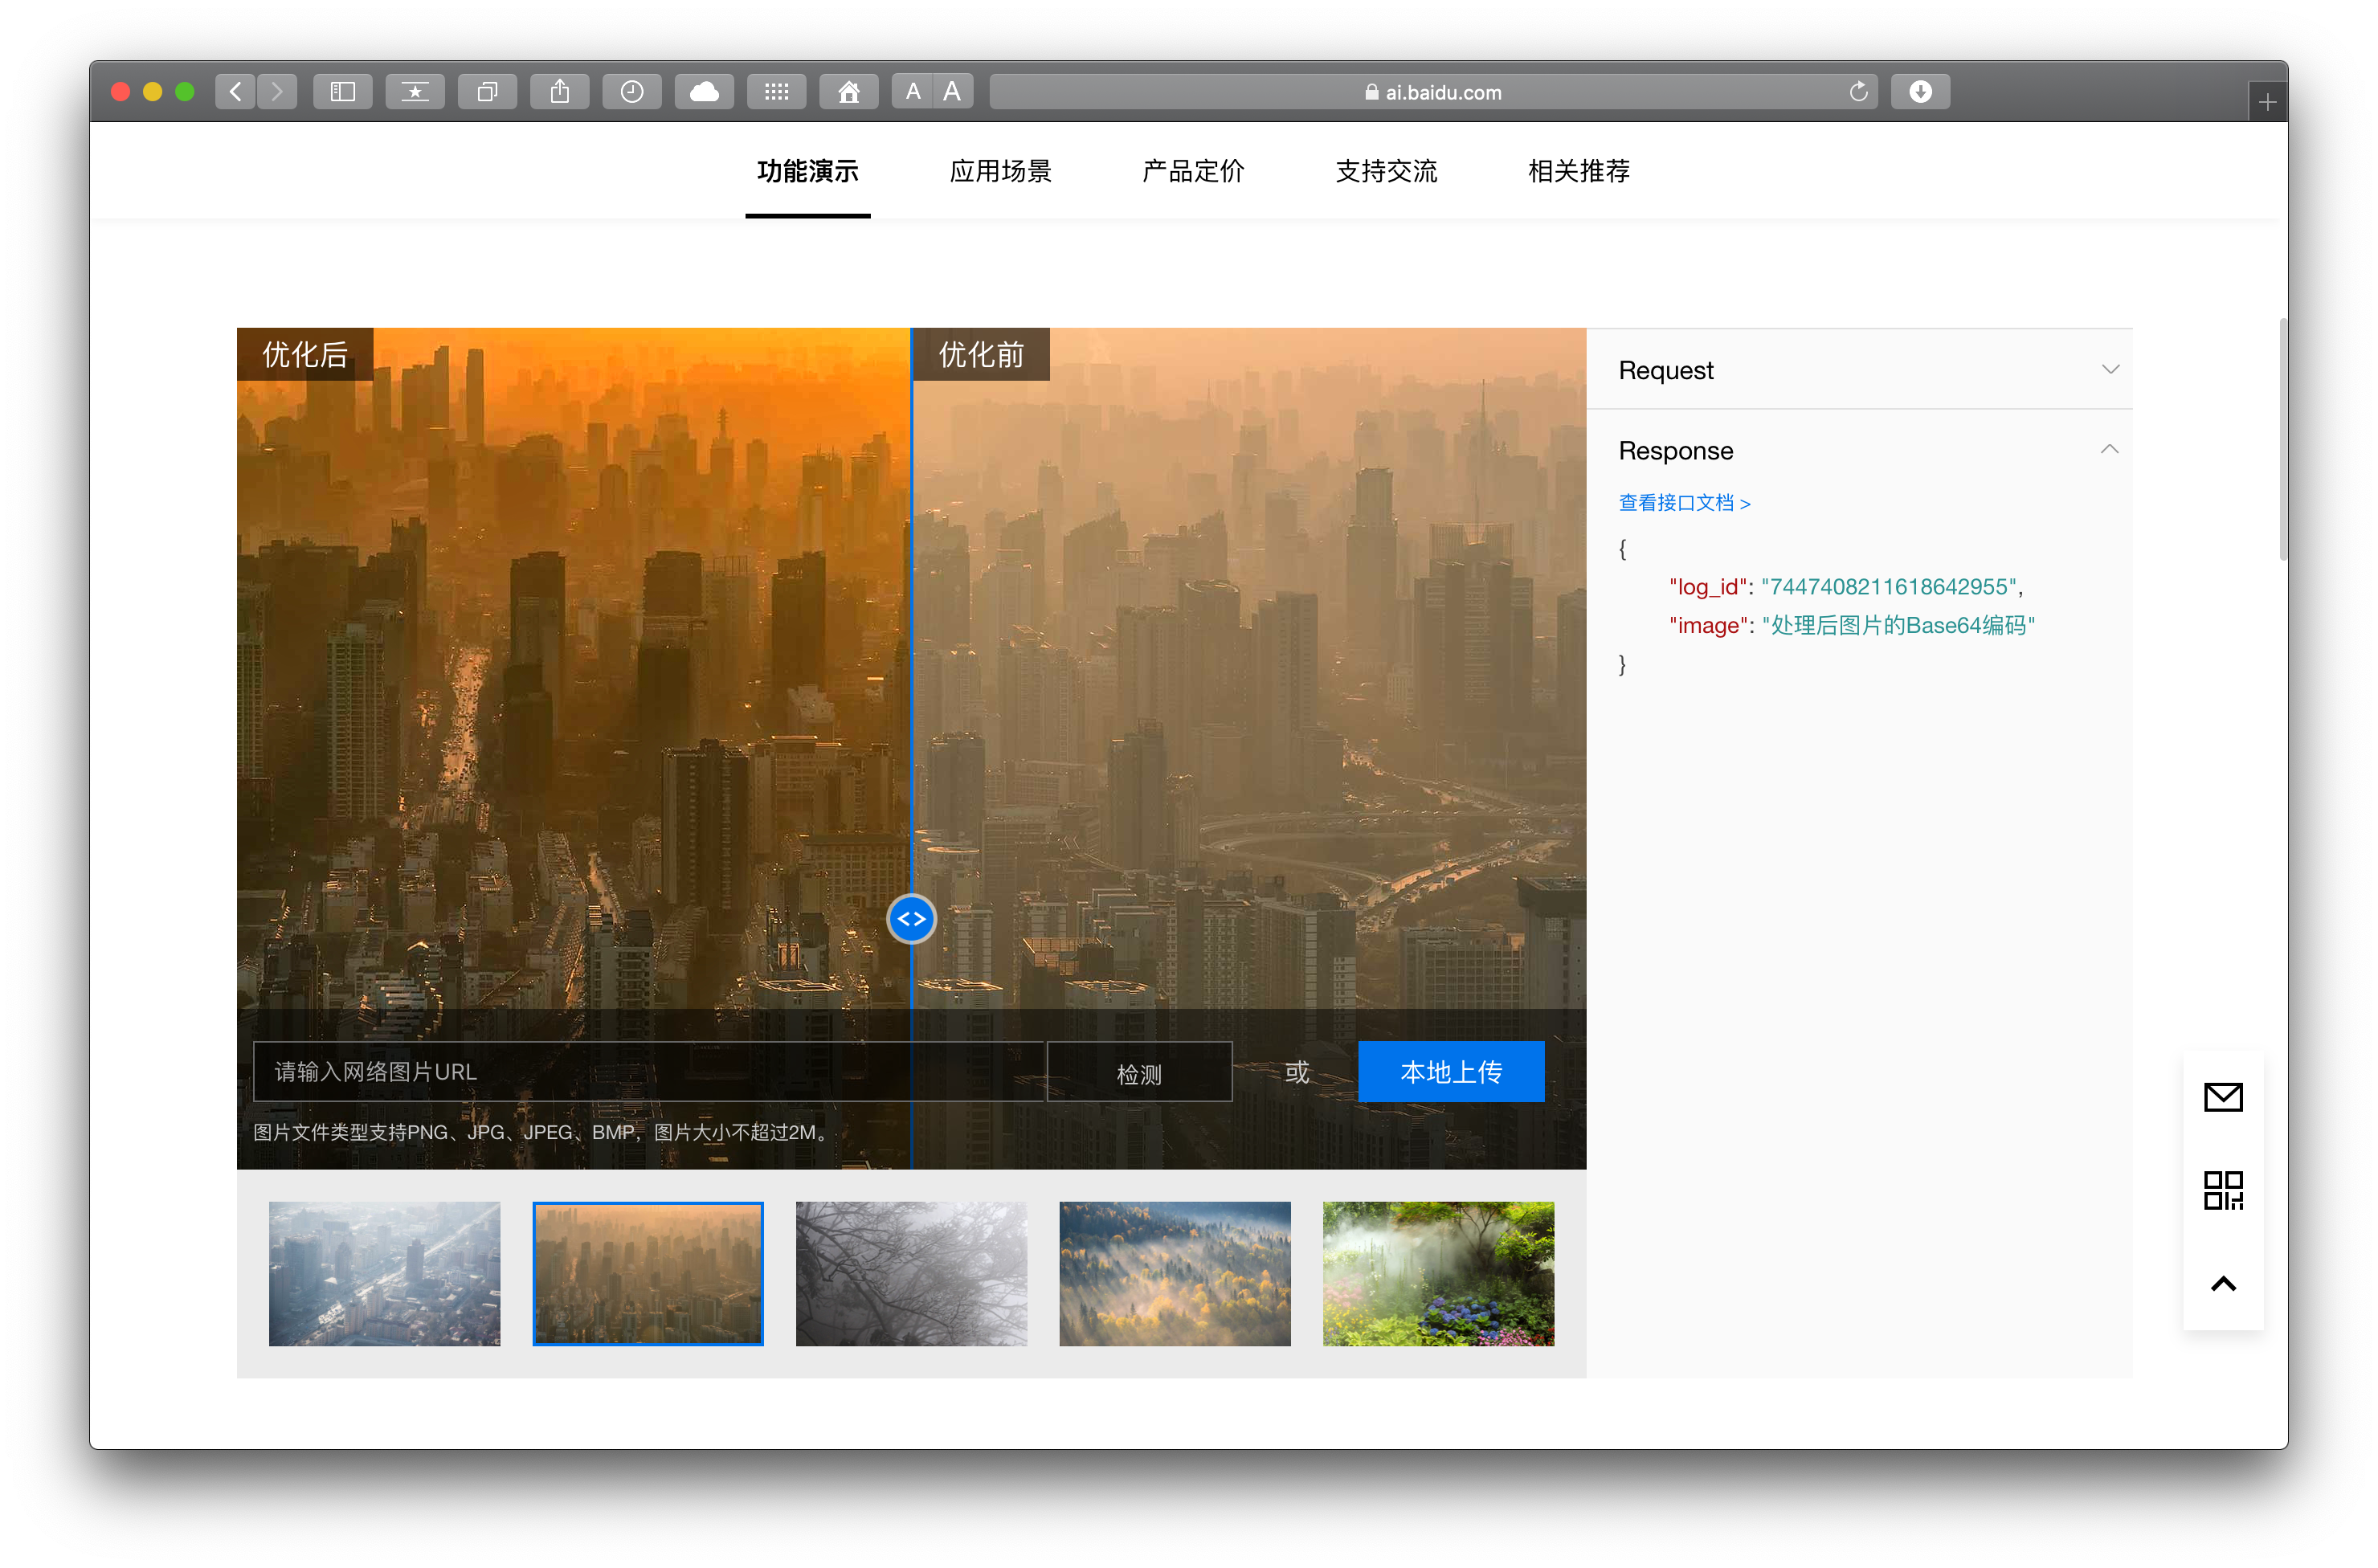 A A
ai.baidu.com
功能演示 应用场景 产品定价 支持交流 相关推荐
优化后 优化前
Request
Response
查看接口文档 >
{
"log_id": "7447408211618642955",
"image": "处理后图片的Base64编码"
}
请输入网络图片URL 检测 或 本地上传
图片文件类型支持PNG、JPG、JPEG、BMP，图片大小不超过2M。